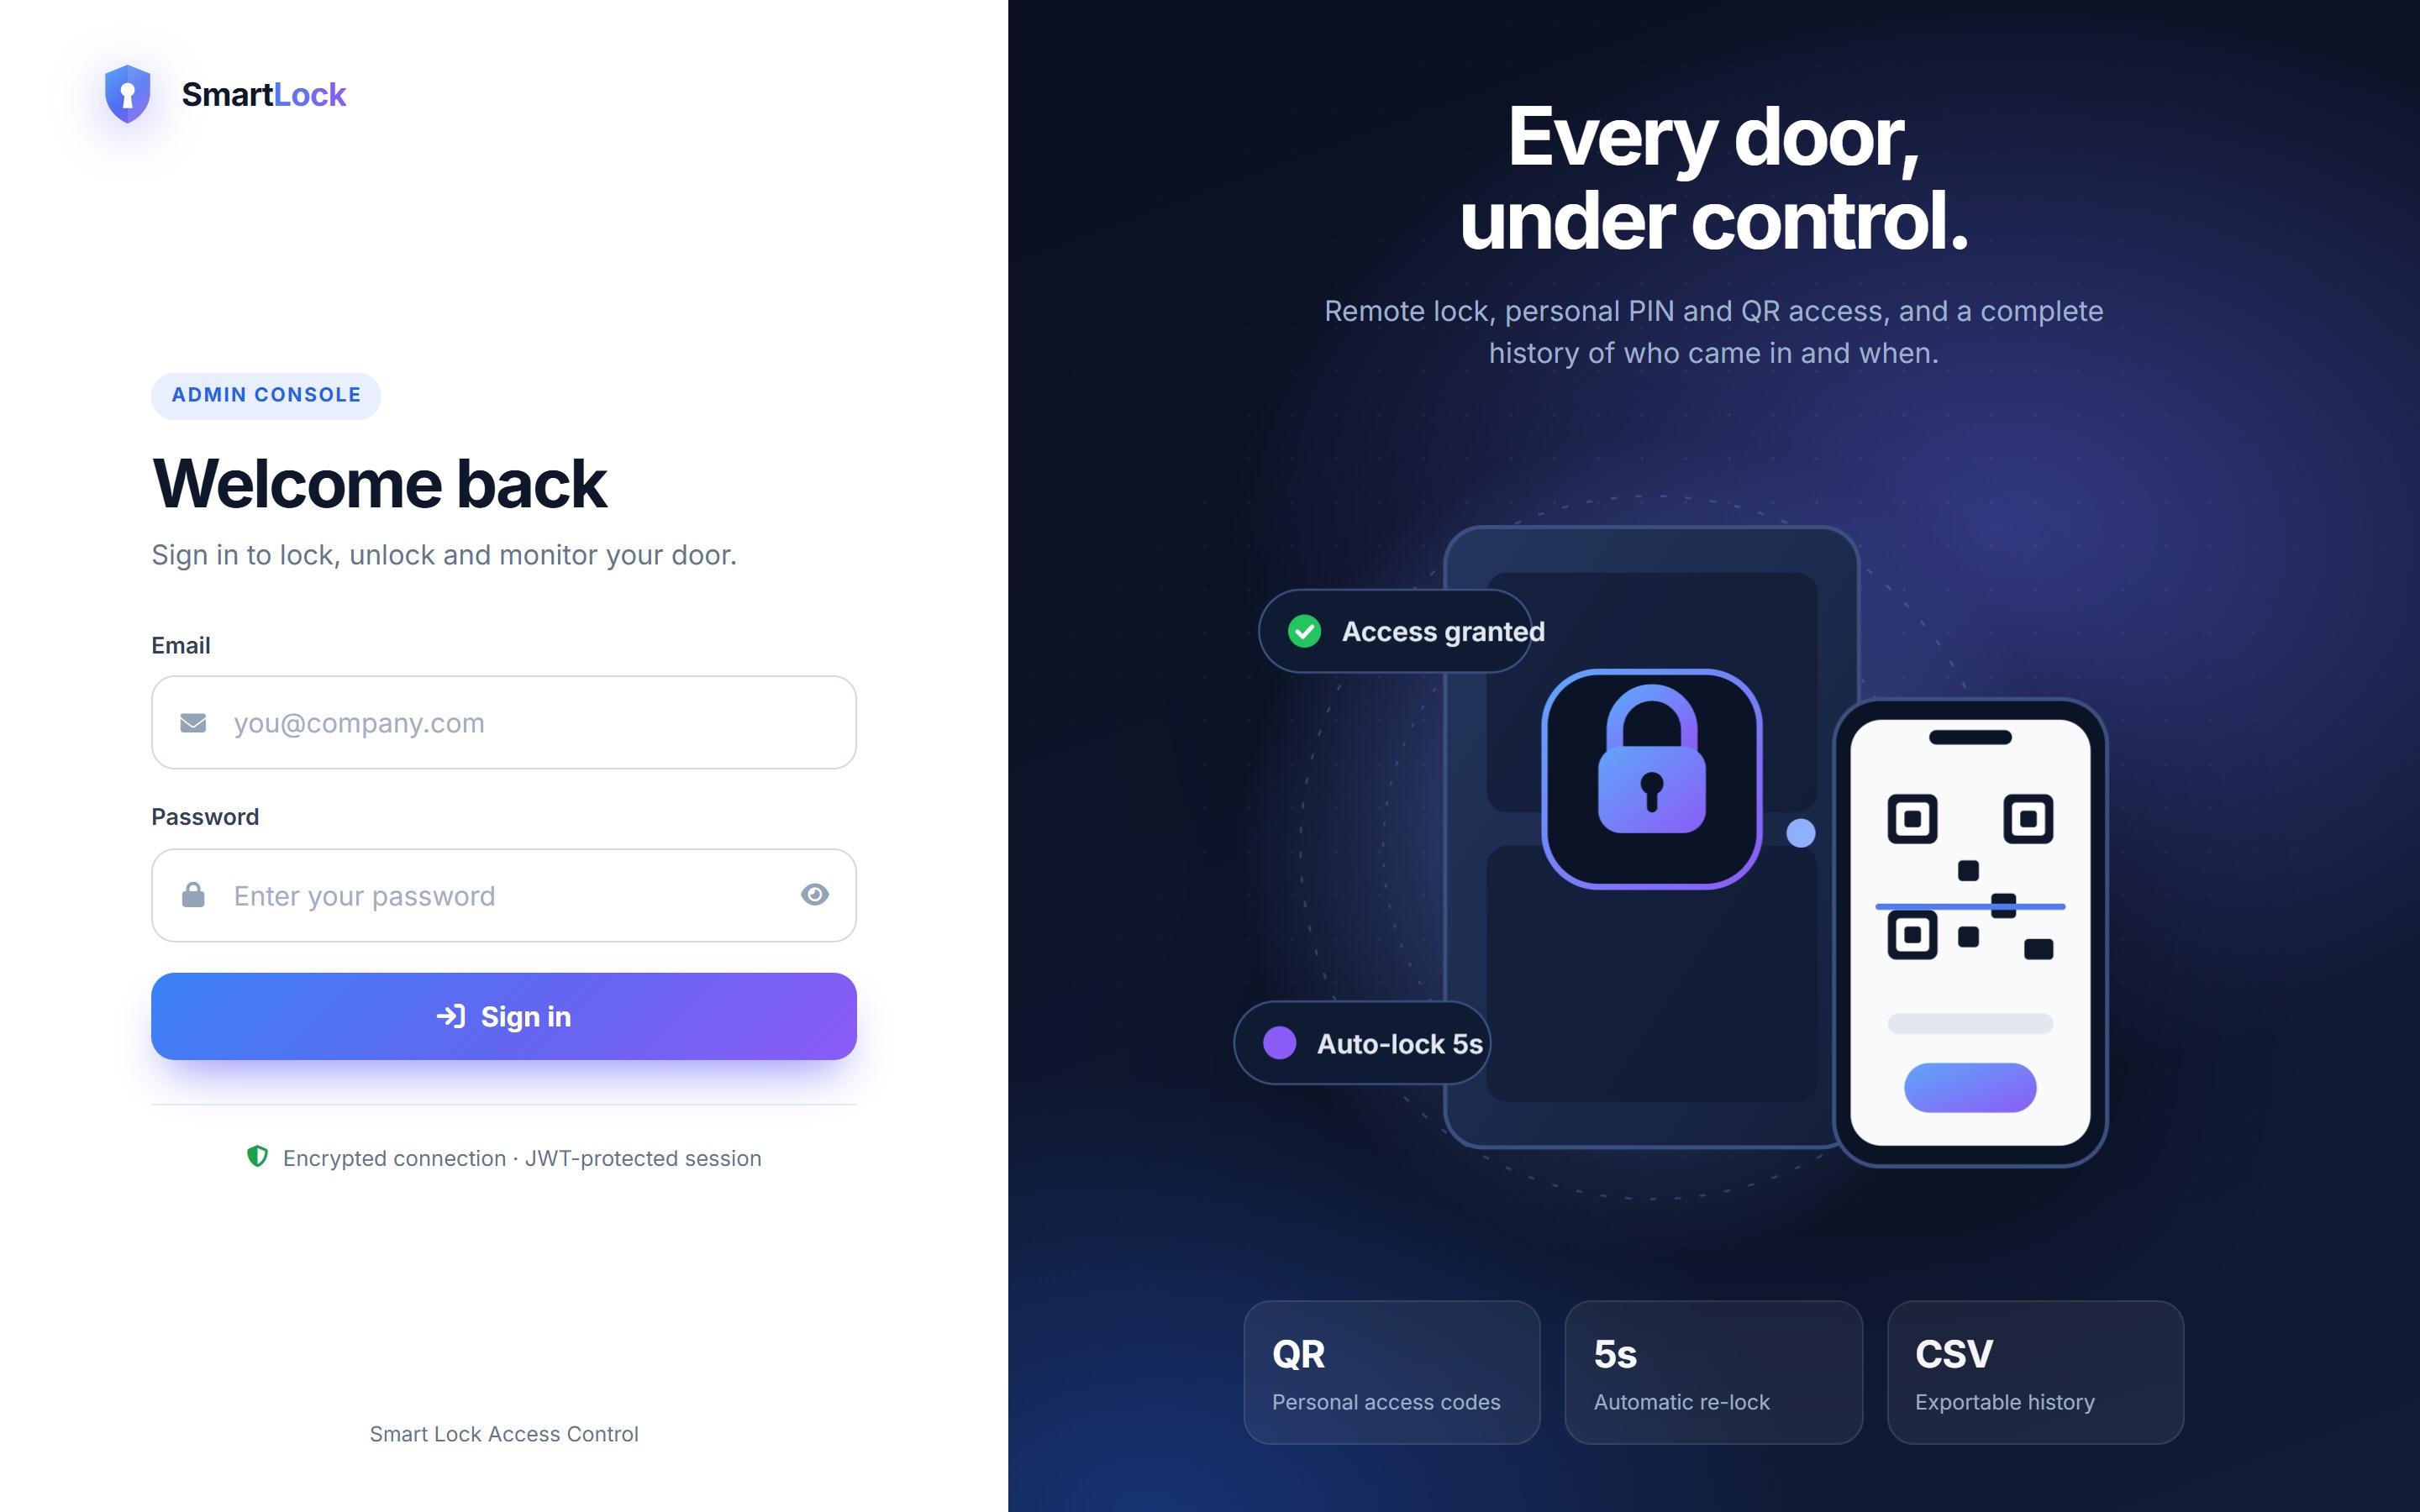 SmartLock
ADMIN CONSOLE
Welcome back
Sign in to lock, unlock and monitor your door.
Email
you@company.com
Password
Enter your password
Sign in
Encrypted connection · JWT-protected session
Smart Lock Access Control
Every door,
under control.
Remote lock, personal PIN and QR access, and a complete
history of who came in and when.
Access granted
Auto-lock 5s
QR
Personal access codes
5s
Automatic re-lock
CSV
Exportable history